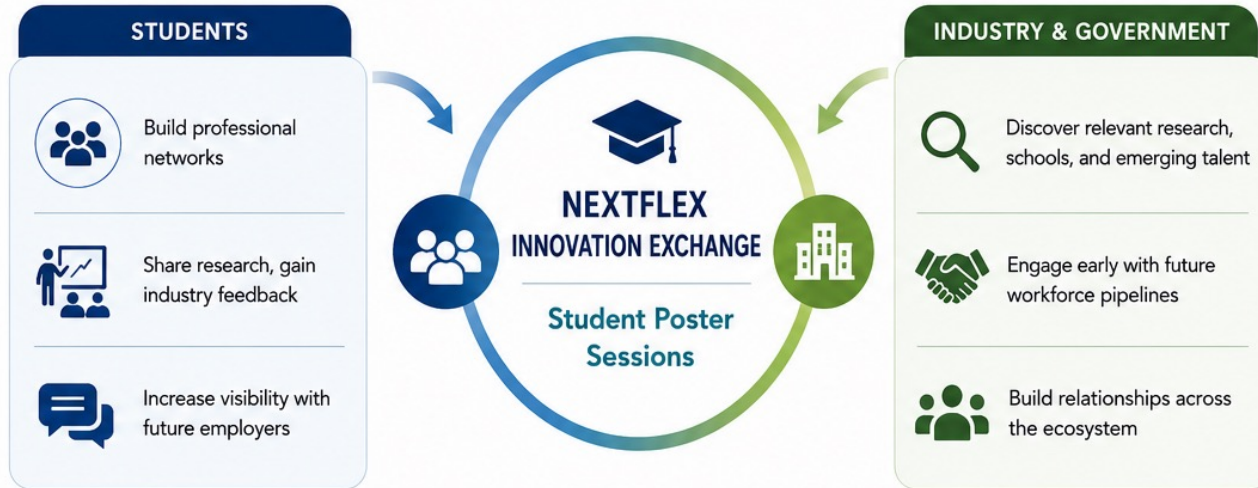 STUDENTS
Build professional
networks
Share research, gain
industry feedback
Increase visibility with
future employers
NEXTFLEX
INNOVATION EXCHANGE
Student Poster
Sessions
INDUSTRY & GOVERNMENT
Discover relevant research,
schools, and emerging talent
Engage early with future
workforce pipelines
Build relationships across
the ecosystem